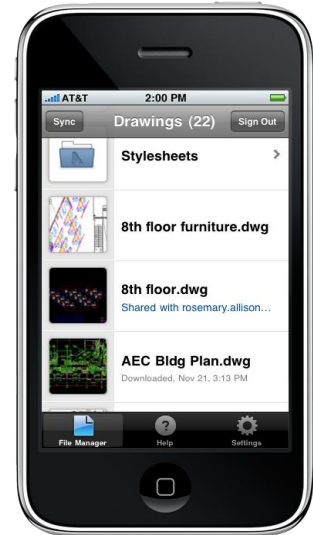 AT&T 2:00 PM
Sync Drawings (22) Sign Out
Stylesheets
8th floor furniture.dwg
8th floor.dwg
Shared with rosemary.allison...
AEC Bldg Plan.dwg
Downloaded, Nov 21, 3:13 PM
File Manager Help Settings